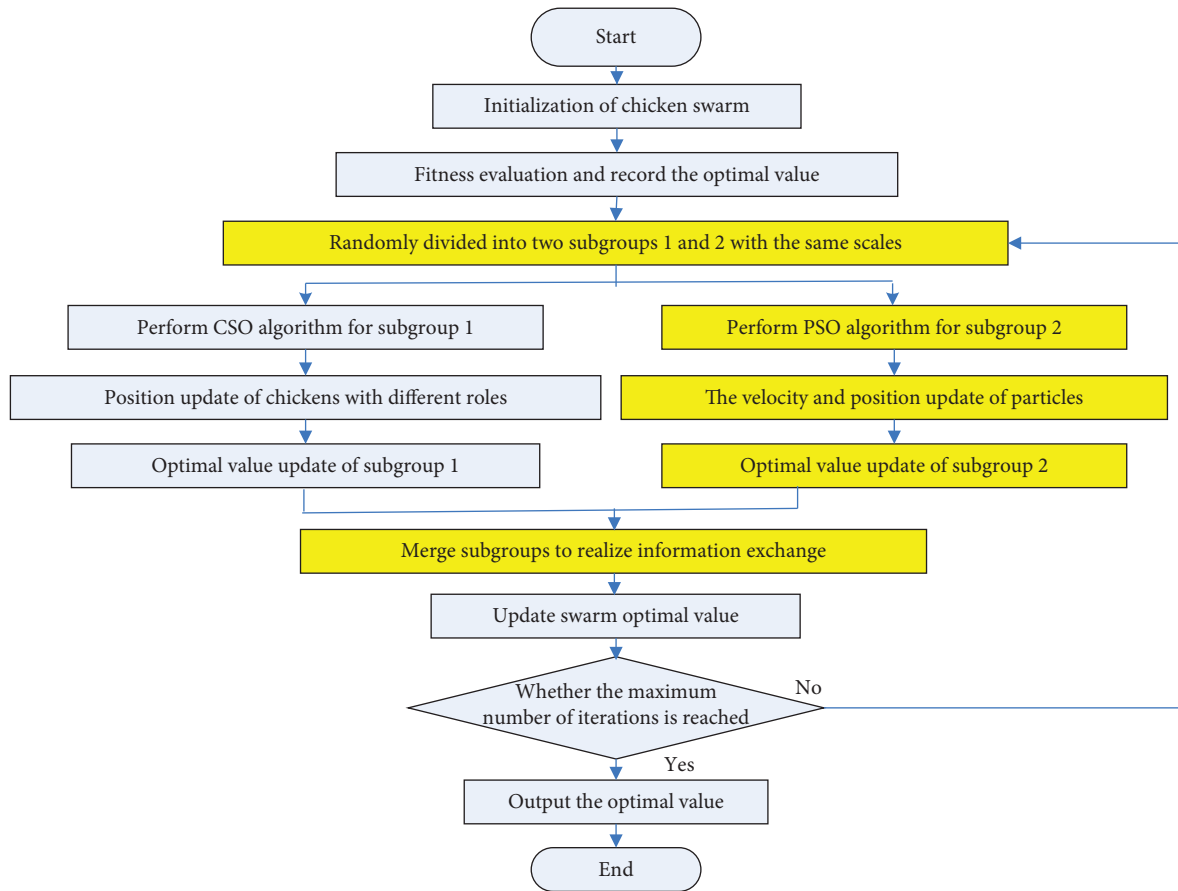 Start
Initialization of chicken swarm
Fitness evaluation and record the optimal value
Randomly divided into two subgroups 1 and 2 with the same scales
Perform CSO algorithm for subgroup 1
Perform PSO algorithm for subgroup 2
Position update of chickens with different roles
The velocity and position update of particles
Optimal value update of subgroup 1
Optimal value update of subgroup 2
Merge subgroups to realize information exchange
Update swarm optimal value
Whether the maximum
number of iterations is reached
No
Yes
Output the optimal value
End